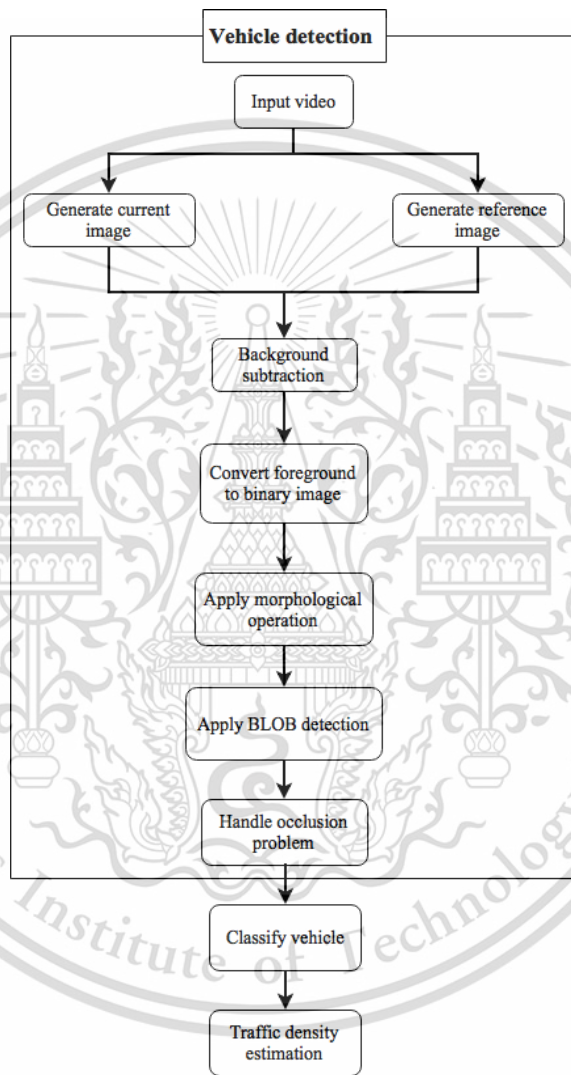 Vehicle detection
Input video
Generate current
image
Generate reference
image
Background
subtraction
Convert foreground
to binary image
Apply morphological
operation
Apply BLOB detection
Handle occlusion
problem
Classify vehicle
Traffic density
estimation
Institute of Technology